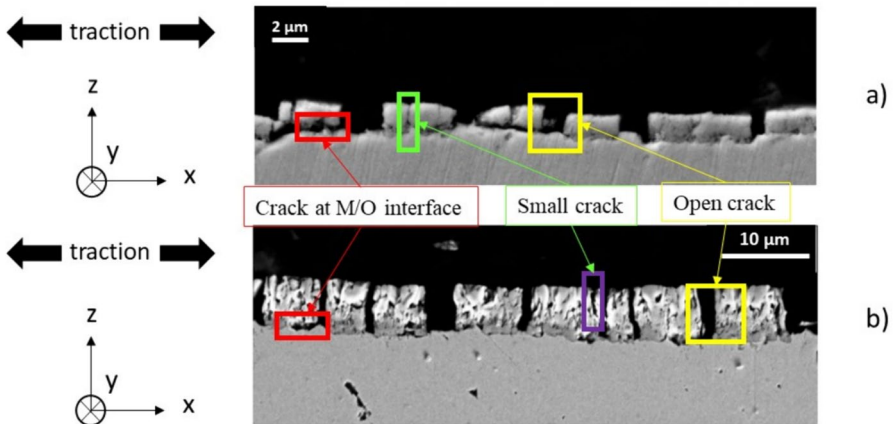 traction
2 µm
a)
z
y
x
Crack at M/O interface
Small crack
Open crack
traction
10 µm
z
b)
y
x